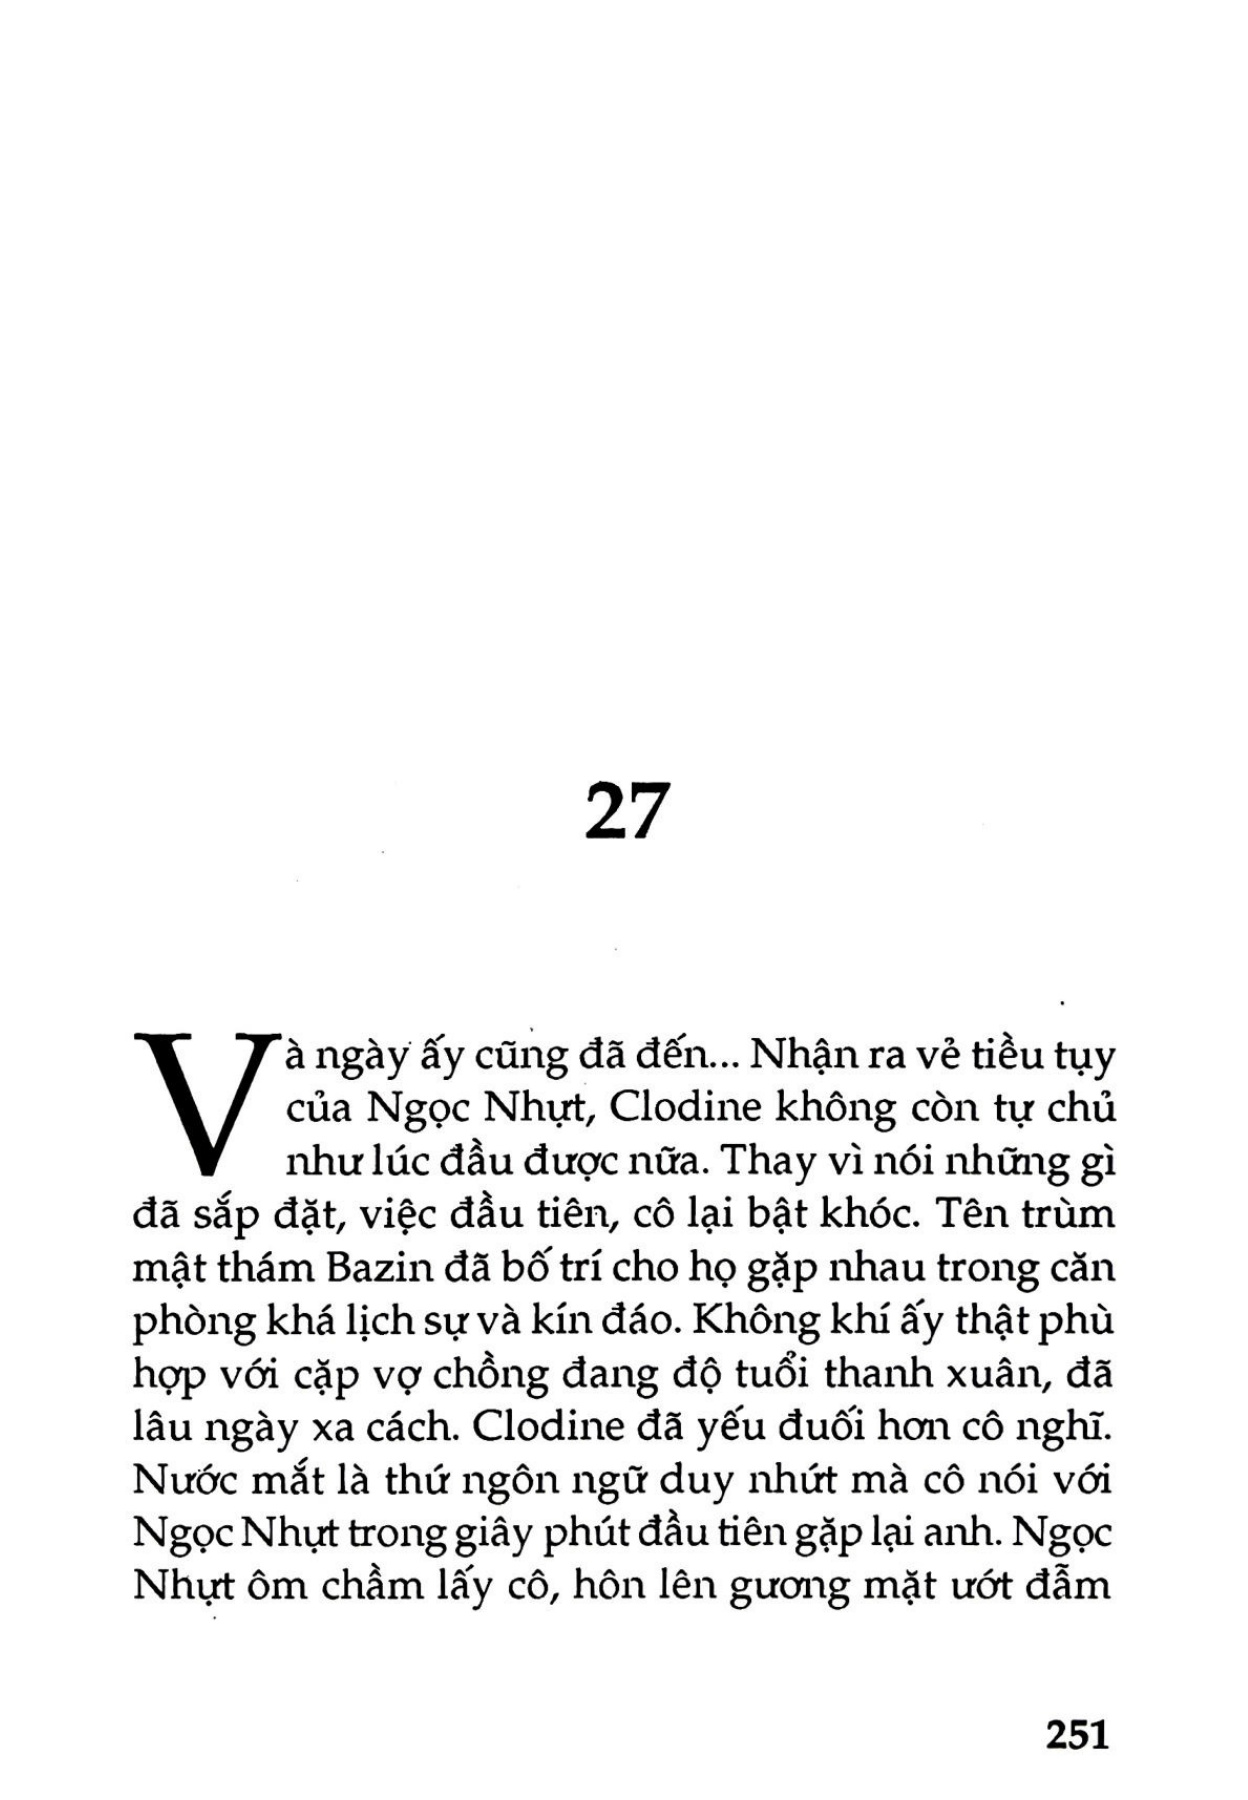 27
Và ngày ấy cũng đã đến... Nhận ra vẻ tiều tụy
của Ngọc Nhựt, Clodine không còn tự chủ
như lúc đầu được nữa. Thay vì nói những gì
đã sắp đặt, việc đầu tiên, cô lại bật khóc. Tên trùm
mật thám Bazin đã bố trí cho họ gặp nhau trong căn
phòng khá lịch sự và kín đáo. Không khí ấy thật phù
hợp với cặp vợ chồng đang độ tuổi thanh xuân, đã
lâu ngày xa cách. Clodine đã yếu đuối hơn cô nghĩ.
Nước mắt là thứ ngôn ngữ duy nhứt mà cô nói với
Ngọc Nhựt trong giây phút đầu tiên gặp lại anh. Ngọc
Nhựt ôm chầm lấy cô, hôn lên gương mặt ướt đẫm
251